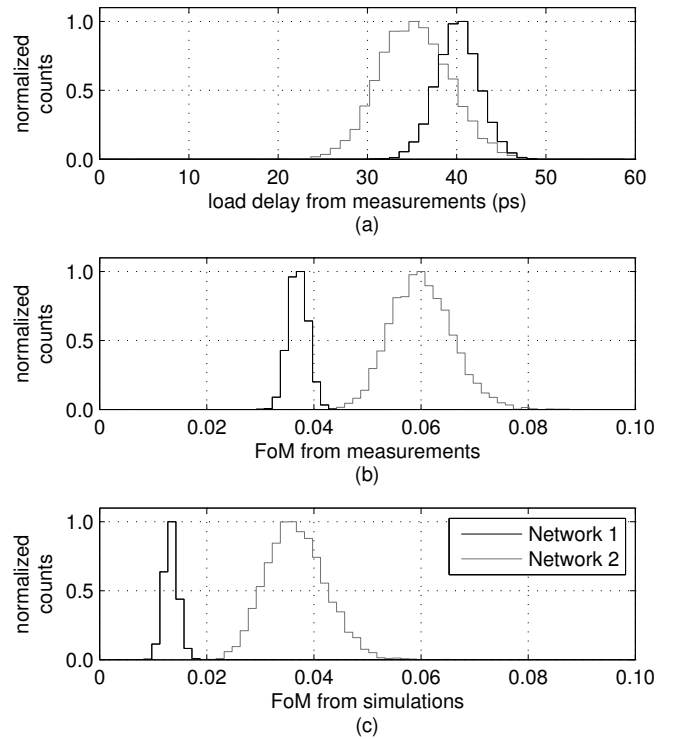 normalized
counts
1.0
0.5
0.0
0 10 20 30 40 50 60
load delay from measurements (ps)
(a)
normalized
counts
1.0
0.5
0.0
0 0.02 0.04 0.06 0.08 0.10
FoM from measurements
(b)
normalized
counts
1.0
0.5
0.0
Network 1
Network 2
0 0.02 0.04 0.06 0.08 0.10
FoM from simulations
(c)